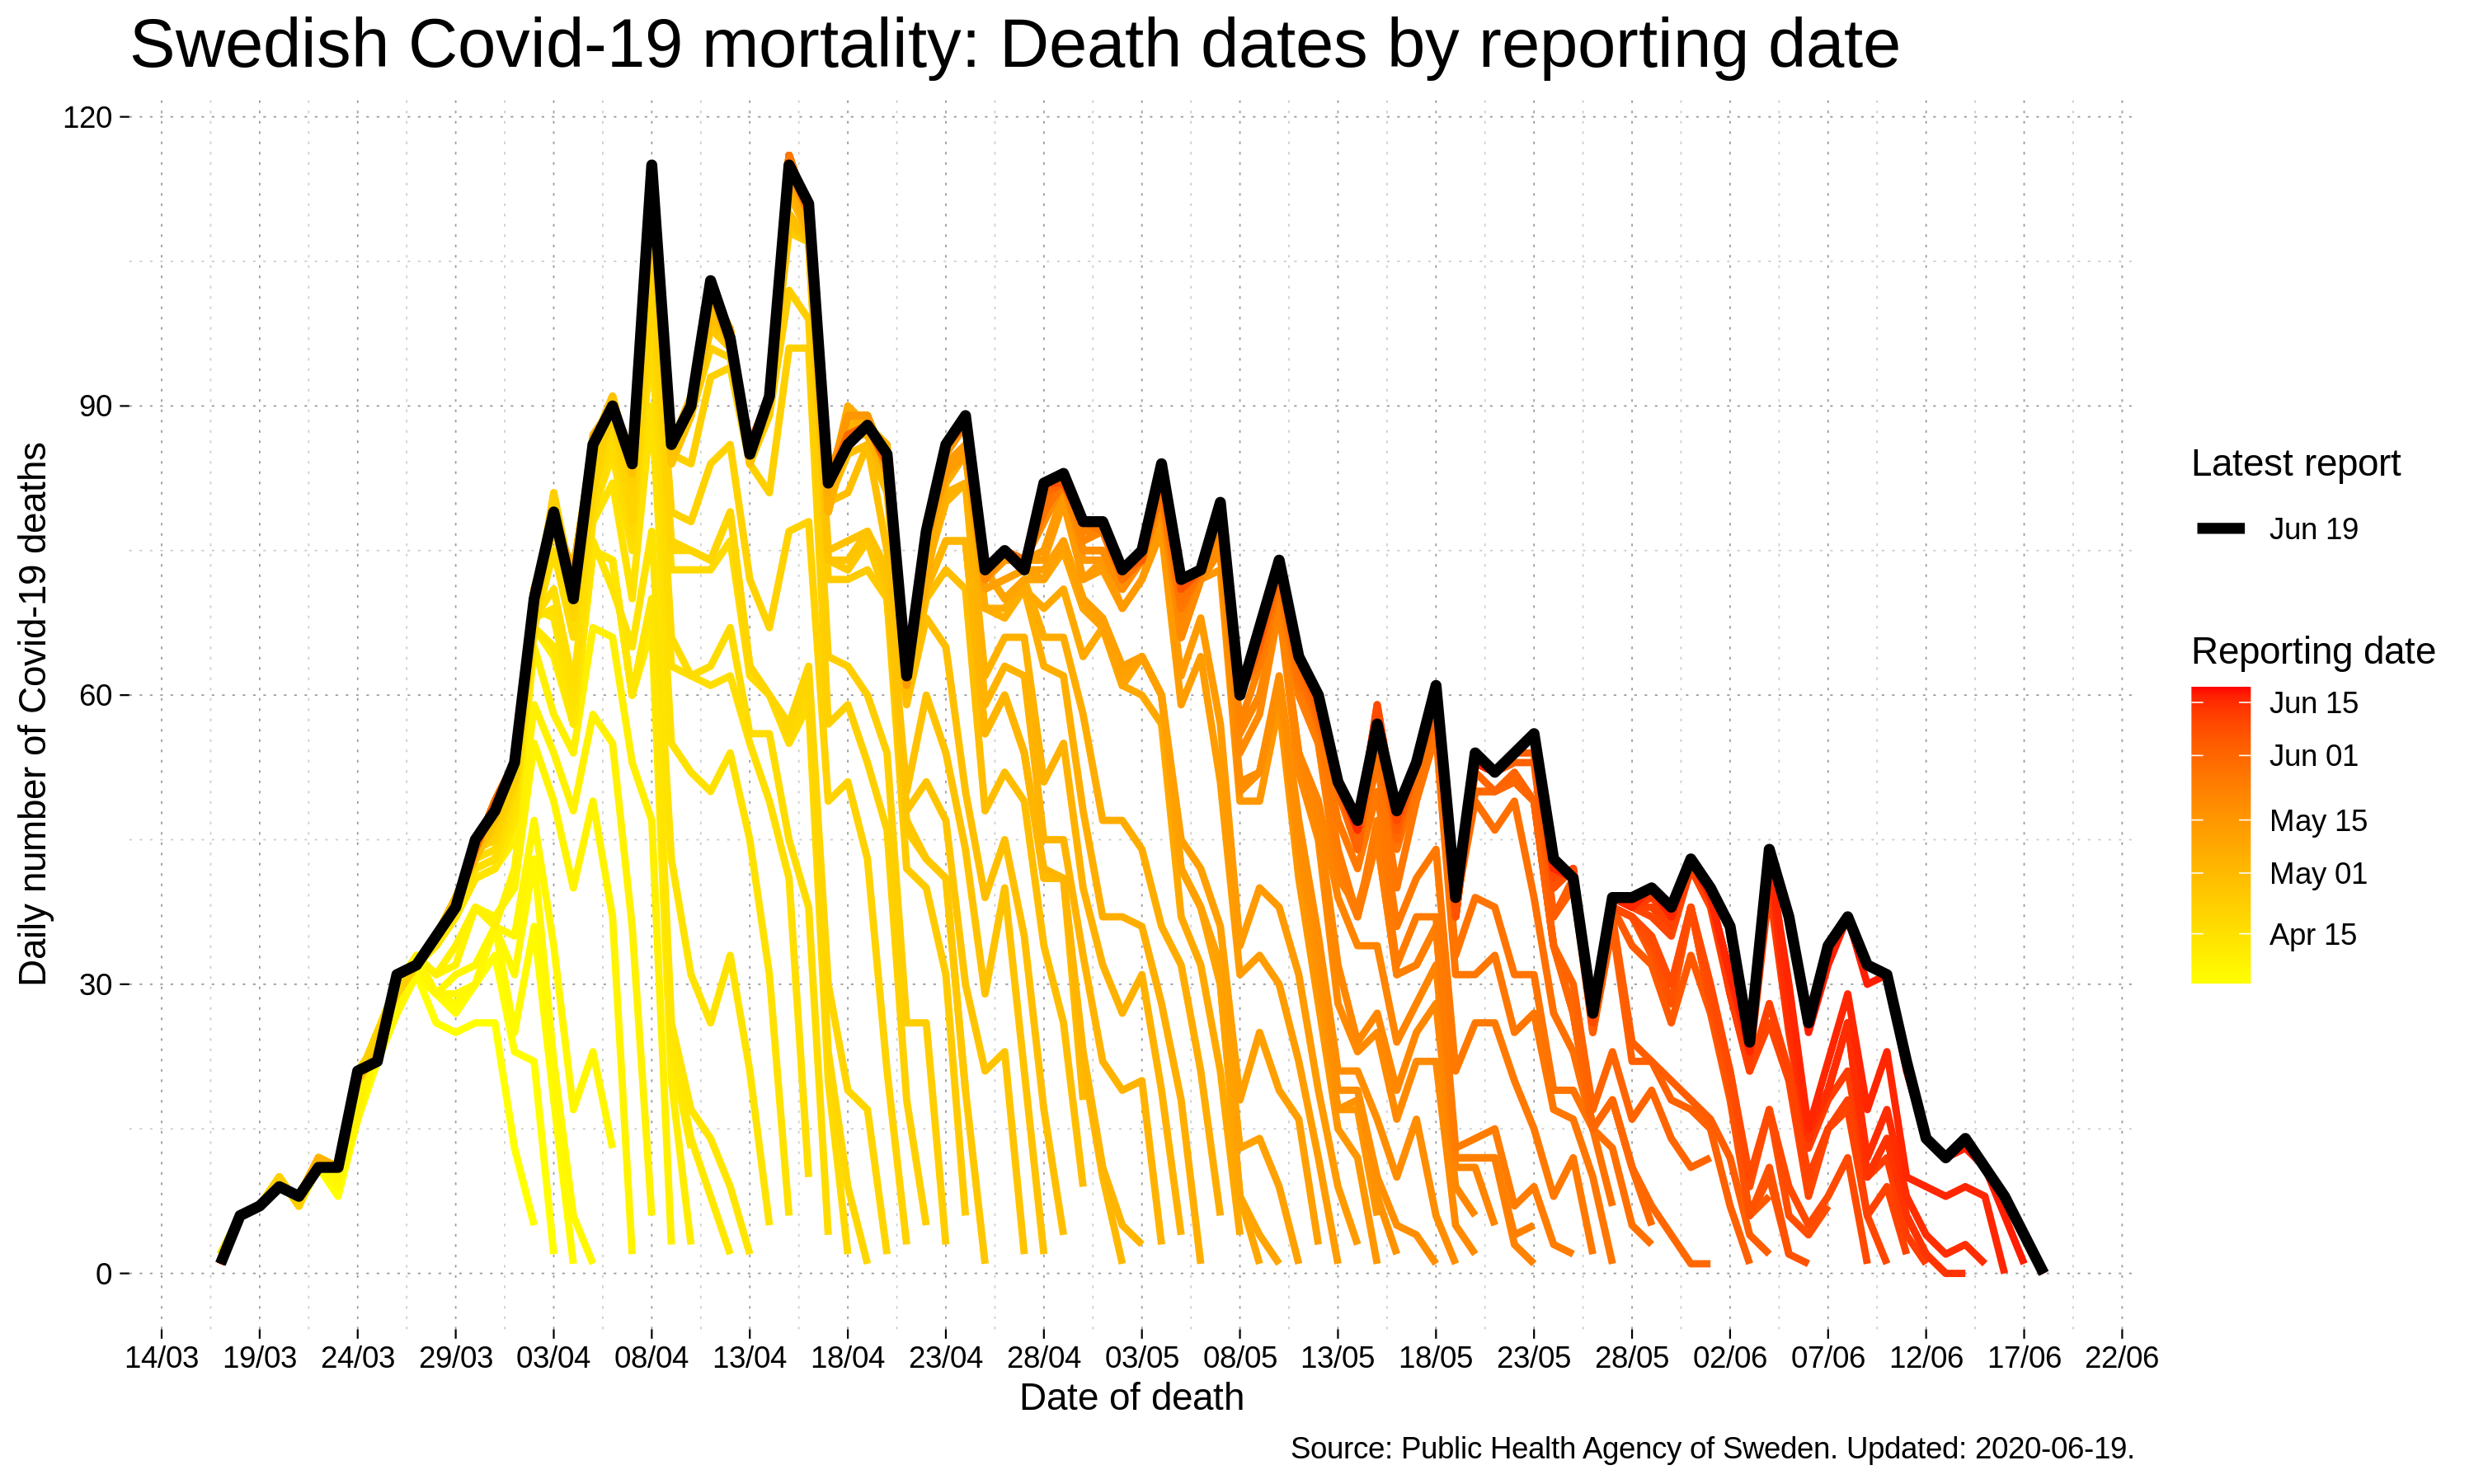 Swedish Covid-19 mortality: Death dates by reporting date
Daily number of Covid-19 deaths
120
90
60
30
0
14/03 19/03 24/03 29/03 03/04 08/04 13/04 18/04 23/04 28/04 03/05 08/05 13/05 18/05 23/05 28/05 02/06 07/06 12/06 17/06 22/06
Date of death
Latest report
Jun 19
Reporting date
Jun 15
Jun 01
May 15
May 01
Apr 15
Source: Public Health Agency of Sweden. Updated: 2020-06-19.